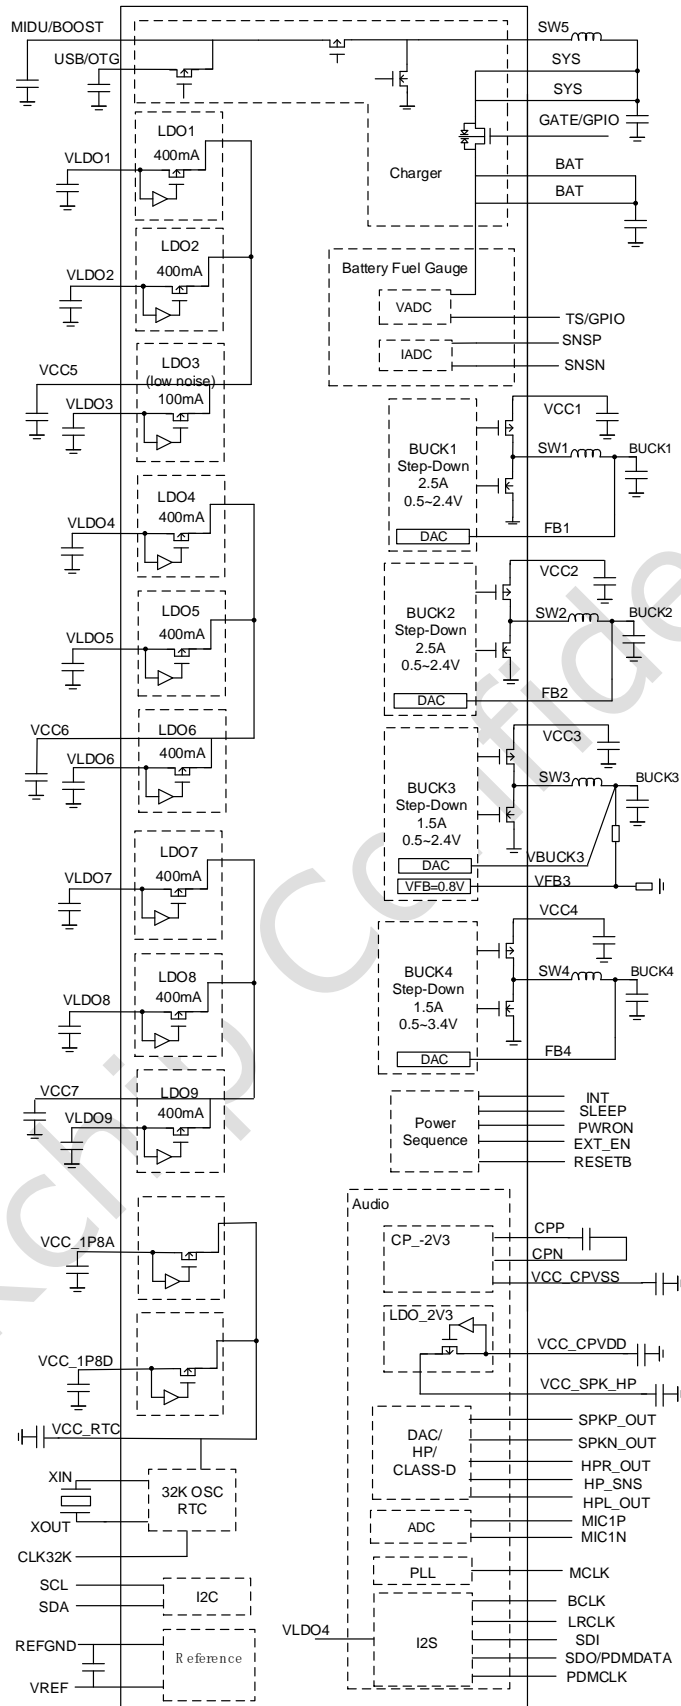 MIDU/BOOST
USB/OTG
SW5
SYS
SYS
GATE/GPIO
BAT
BAT
Charger
LDO1
400mA
VLDO1
LDO2
400mA
VLDO2
Battery Fuel Gauge
VADC
IADC
TS/GPIO
SNSP
SNSN
VCC5
LDO3
(low noise)
100mA
VLDO3
LDO4
400mA
VLDO4
LDO5
400mA
VLDO5
VCC6
LDO6
400mA
VLDO6
LDO7
400mA
VLDO7
LDO8
400mA
VLDO8
VCC7
LDO9
400mA
VLDO9
BUCK1
Step-Down
2.5A
0.5~2.4V
DAC
VCC1
SW1
BUCK1
FB1
BUCK2
Step-Down
2.5A
0.5~2.4V
DAC
VCC2
SW2
BUCK2
FB2
BUCK3
Step-Down
1.5A
0.5~2.4V
DAC
VFB=0.8V
VCC3
SW3
BUCK3
VBUCK3
VFB3
BUCK4
Step-Down
1.5A
0.5~3.4V
DAC
VCC4
SW4
BUCK4
FB4
Power
Sequence
INT
SLEEP
PWRON
EXT_EN
RESETB
VCC_1P8A
VCC_1P8D
VCC_RTC
XIN
XOUT
32K OSC
RTC
CLK32K
SCL
SDA
I2C
REFGND
VREF
Reference
Audio
CP_-2V3
CPP
CPN
VCC_CPVSS
LDO_2V3
VCC_CPVDD
VCC_SPK_HP
DAC/
HP/
CLASS-D
SPKP_OUT
SPKN_OUT
HPR_OUT
HP_SNS
HPL_OUT
ADC
MIC1P
MIC1N
PLL
MCLK
VLDO4
I2S
BCLK
LRCLK
SDI
SDO/PDMDATA
PDMCLK